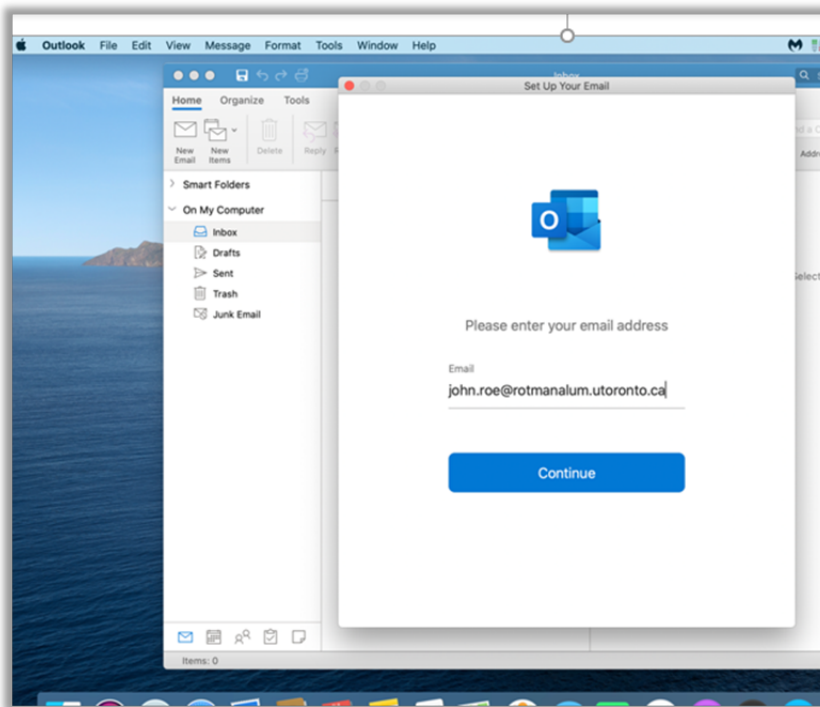 Outlook File Edit View Message Format Tools Window Help
Inbox
Set Up Your Email
Home Organize Tools
New Email
New Items
Delete
Reply
Smart Folders
On My Computer
Inbox
Drafts
Sent
Trash
Junk Email
Items: 0
O
Please enter your email address
Email
john.roe@rotmanalum.utoronto.ca
Continue